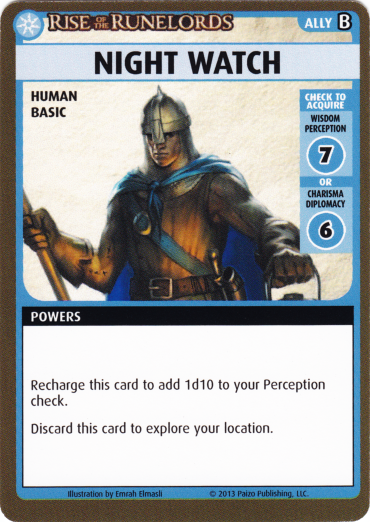 RISE OF THE RUNELORDS ALLY B
NIGHT WATCH
HUMAN
BASIC
CHECK TO
ACQUIRE
WISDOM
PERCEPTION
7
OR
CHARISMA
DIPLOMACY
6
POWERS
Recharge this card to add 1d10 to your Perception
check.
Discard this card to explore your location.
Illustration by Emrah Elmasli © 2013 Paizo Publishing, LLC.